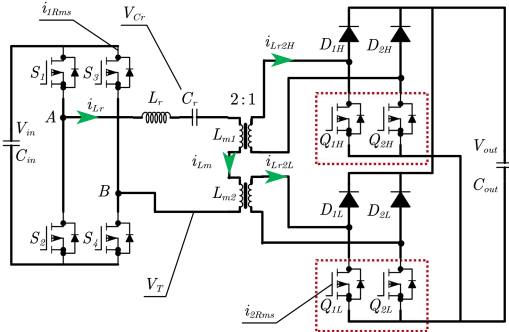 i1Rms
VCr
iLr2H
D1H
D2H
S1
S3
Lr
Cr
2:1
iLr
A
Lm1
Q1H
Q2H
Vin
Cin
iLm
iLr2L
Vout
Cout
B
Lm2
D1L
D2L
S2
S4
VT
i2Rms
Q1L
Q2L